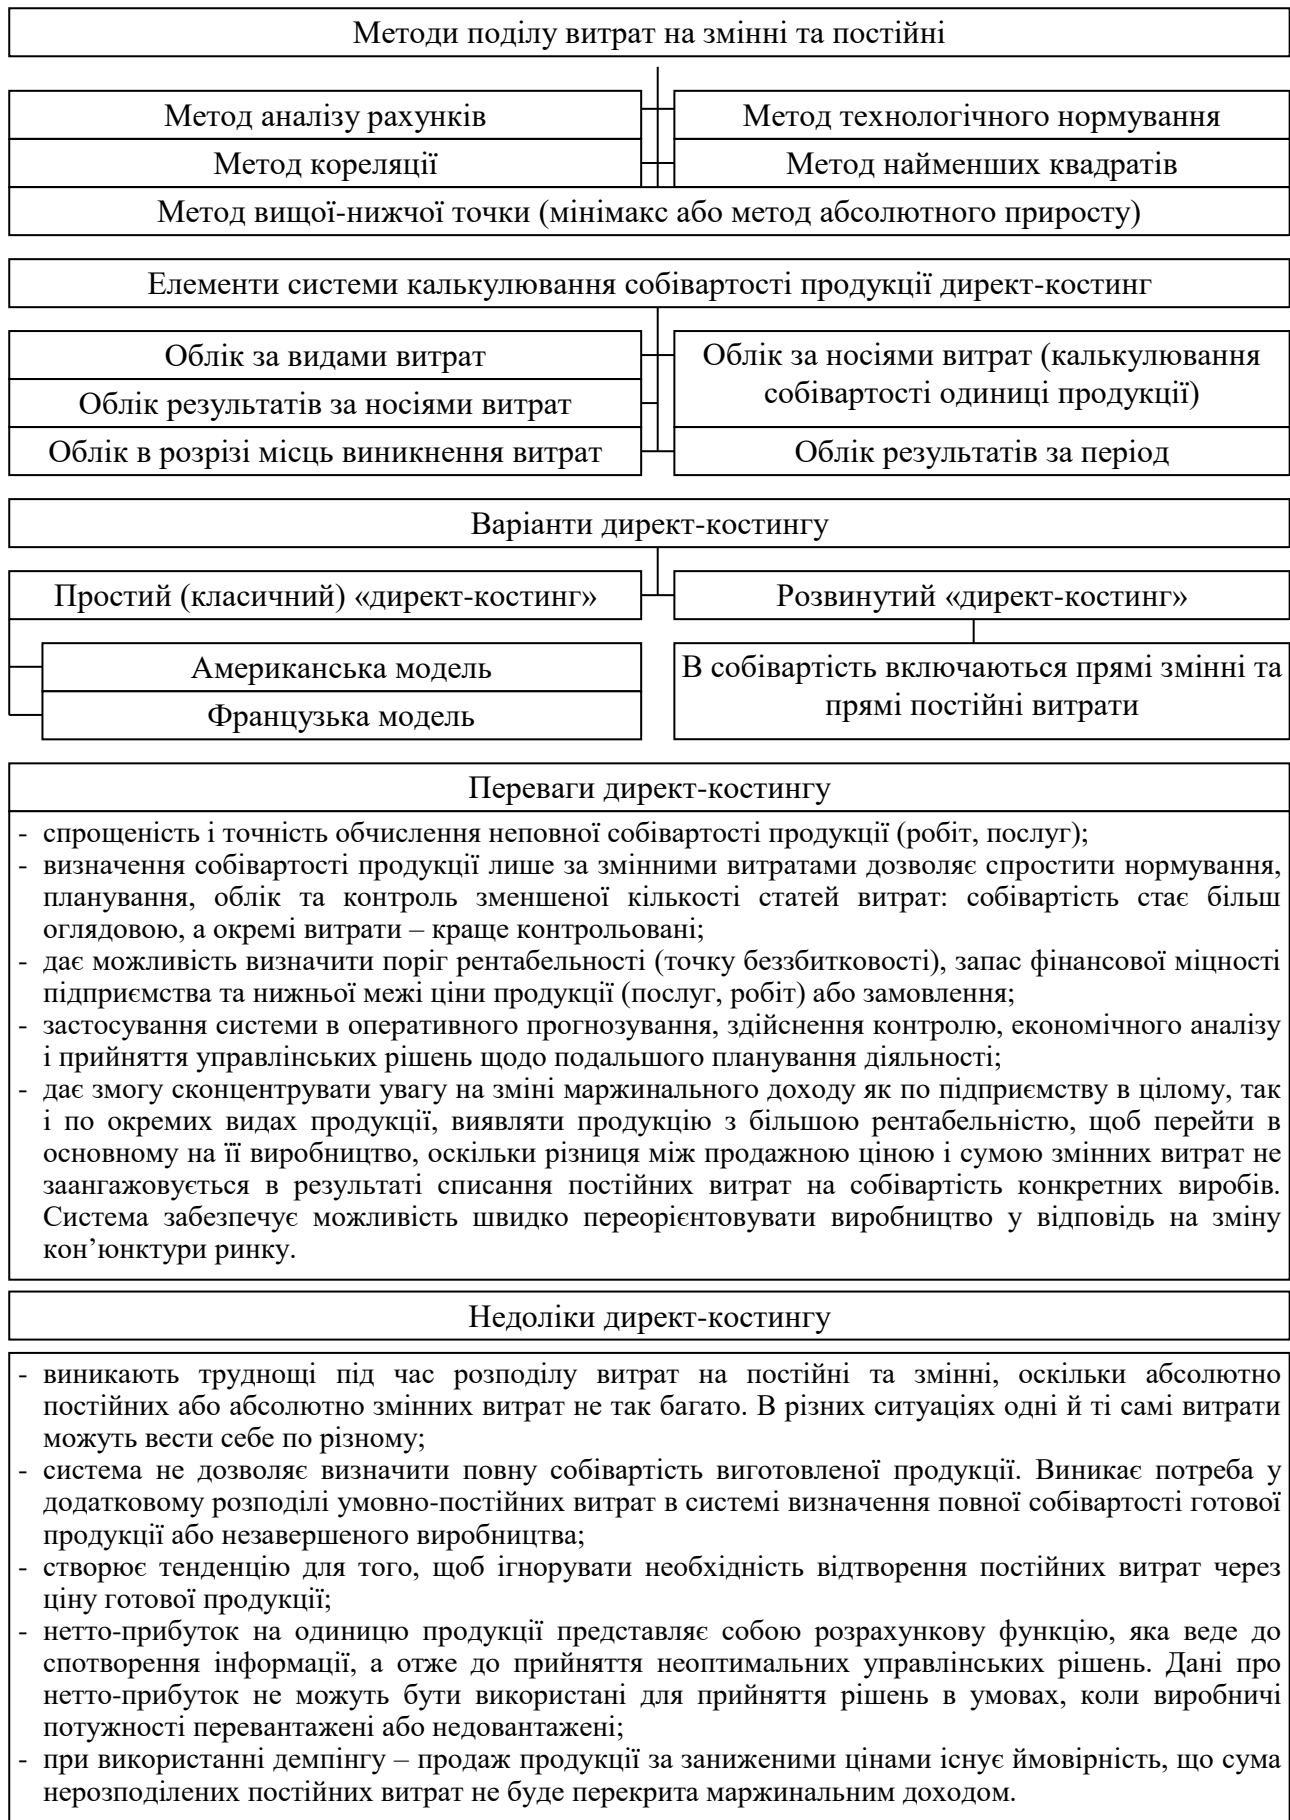 Методи поділу витрат на змінні та постійні
Метод аналізу рахунків
Метод технологічного нормування
Метод кореляції
Метод найменших квадратів
Метод вищої-нижчої точки (мінімакс або метод абсолютного приросту)
Елементи системи калькулювання собівартості продукції директ-костинг
Облік за видами витрат
Облік результатів за носіями витрат
Облік в розрізі місць виникнення витрат
Облік за носіями витрат (калькулювання
собівартості одиниці продукції)
Облік результатів за період
Варіанти директ-костингу
Простий (класичний) «директ-костинг»
Розвинутий «директ-костинг»
Американська модель
Французька модель
В собівартість включаються прямі змінні та
прямі постійні витрати
Переваги директ-костингу
- спрощеність і точність обчислення неповної собівартості продукції (робіт, послуг);
- визначення собівартості продукції лише за змінними витратами дозволяє спростити нормування,
планування, облік та контроль зменшеної кількості статей витрат: собівартість стає більш
оглядовою, а окремі витрати – краще контрольовані;
- дає можливість визначити поріг рентабельності (точку беззбитковості), запас фінансової міцності
підприємства та нижньої межі ціни продукції (послуг, робіт) або замовлення;
- застосування системи в оперативного прогнозування, здійснення контролю, економічного аналізу
і прийняття управлінських рішень щодо подальшого планування діяльності;
- дає змогу сконцентрувати увагу на зміні маржинального доходу як по підприємству в цілому, так
і по окремих видах продукції, виявляти продукцію з більшою рентабельністю, щоб перейти в
основному на її виробництво, оскільки різниця між продажною ціною і сумою змінних витрат не
заангажовується в результаті списання постійних витрат на собівартість конкретних виробів.
Система забезпечує можливість швидко переорієнтовувати виробництво у відповідь на зміну
кон’юнктури ринку.
Недоліки директ-костингу
- виникають труднощі під час розподілу витрат на постійні та змінні, оскільки абсолютно
постійних або абсолютно змінних витрат не так багато. В різних ситуаціях одні й ті самі витрати
можуть вести себе по різному;
- система не дозволяє визначити повну собівартість виготовленої продукції. Виникає потреба у
додатковому розподілі умовно-постійних витрат в системі визначення повної собівартості готової
продукції або незавершеного виробництва;
- створює тенденцію для того, щоб ігнорувати необхідність відтворення постійних витрат через
ціну готової продукції;
- нетто-прибуток на одиницю продукції представляє собою розрахункову функцію, яка веде до
спотворення інформації, а отже до прийняття неоптимальних управлінських рішень. Дані про
нетто-прибуток не можуть бути використані для прийняття рішень в умовах, коли виробничі
потужності перевантажені або недовантажені;
- при використанні демпінгу – продаж продукції за заниженими цінами існує ймовірність, що сума
нерозподілених постійних витрат не буде перекрита маржинальним доходом.